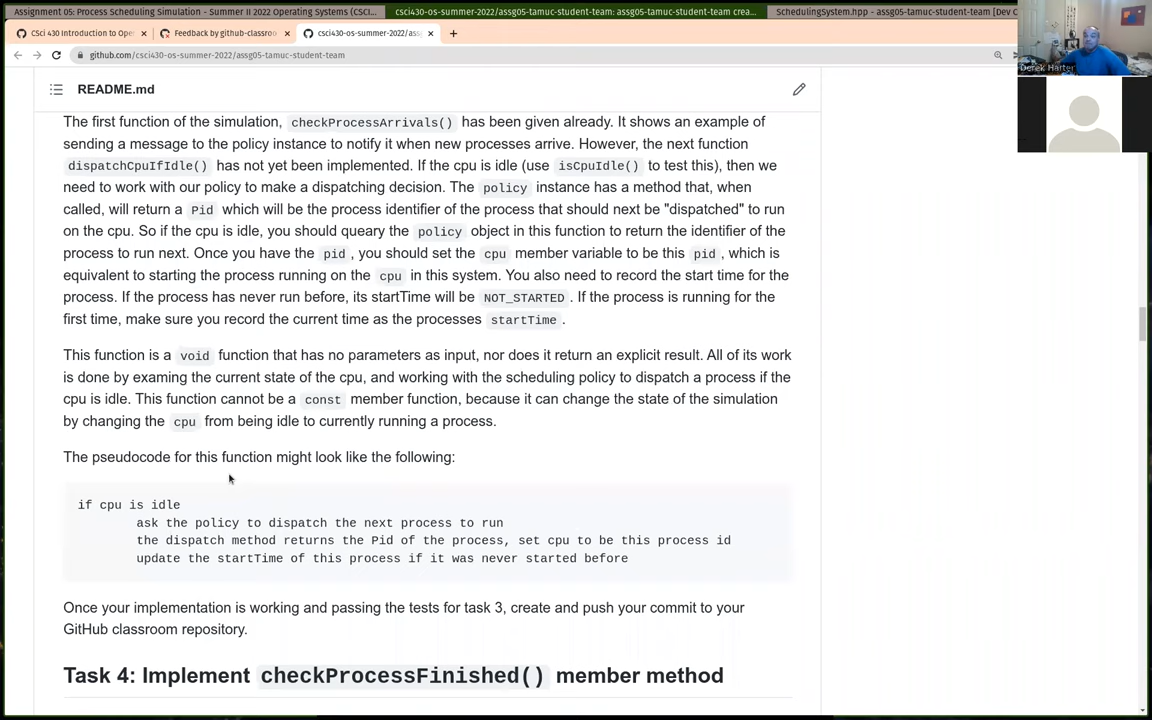 Assignment 05: Process Scheduling Simulation - Summer II 2022 Operating Systems (CSCI...
csci430-os-summer-2022/assg05-tamuc-student-team: assg05-tamuc-student-team crea...
SchedulingSystem.hpp - assg05-tamuc-student-team [Dev C
CSci 430 Introduction to Ope
Feedback by github-classroo
csci430-os-summer-2022/as
github.com/csci430-os-summer-2022/assg05-tamuc-student-team
Derek Harter
README.md
The first function of the simulation, checkProcessArrivals() has been given already. It shows an example of
sending a message to the policy instance to notify it when new processes arrive. However, the next function
dispatchCpuIfIdle() has not yet been implemented. If the cpu is idle (use isCpuIdle() to test this), then we
need to work with our policy to make a dispatching decision. The policy instance has a method that, when
called, will return a Pid which will be the process identifier of the process that should next be "dispatched" to run
on the cpu. So if the cpu is idle, you should queary the policy object in this function to return the identifier of the
process to run next. Once you have the pid , you should set the cpu member variable to be this pid , which is
equivalent to starting the process running on the cpu in this system. You also need to record the start time for the
process. If the process has never run before, its startTime will be NOT_STARTED . If the process is running for the
first time, make sure you record the current time as the processes startTime .
This function is a void function that has no parameters as input, nor does it return an explicit result. All of its work
is done by examing the current state of the cpu, and working with the scheduling policy to dispatch a process if the
cpu is idle. This function cannot be a const member function, because it can change the state of the simulation
by changing the cpu from being idle to currently running a process.
The pseudocode for this function might look like the following:
if cpu is idle
ask the policy to dispatch the next process to run
the dispatch method returns the Pid of the process, set cpu to be this process id
update the startTime of this process if it was never started before
Once your implementation is working and passing the tests for task 3, create and push your commit to your
GitHub classroom repository.
Task 4: Implement checkProcessFinished() member method